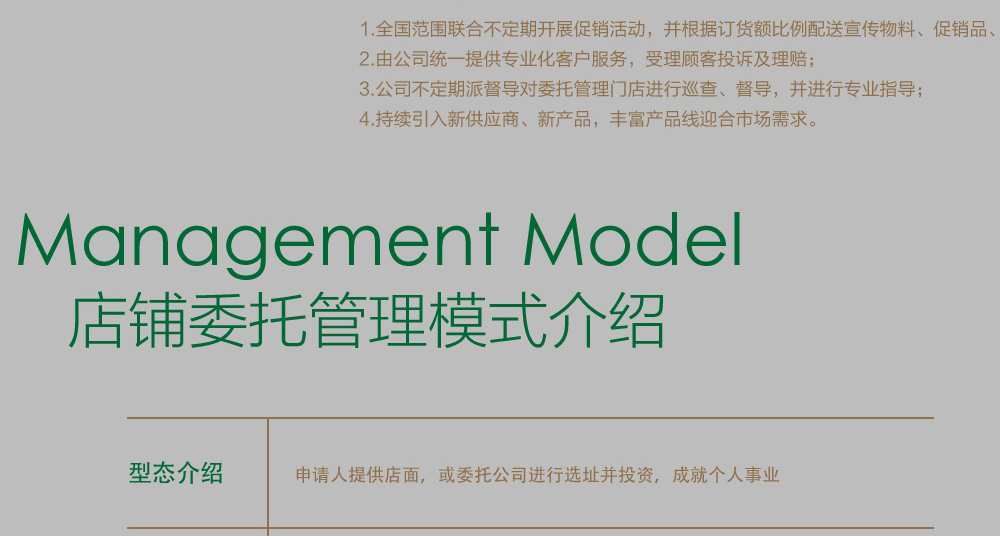 1.全国范围联合不定期开展促销活动，并根据订货额比例配送宣传物料、促销品、
2.由公司统一提供专业化客户服务，受理顾客投诉及理赔；
3.公司不定期派督导对委托管理门店进行巡查、督导，并进行专业指导；
4.持续引入新供应商、新产品，丰富产品线迎合市场需求。
Management Model
店铺委托管理模式介绍
型态介绍
申请人提供店面，或委托公司进行选址并投资，成就个人事业